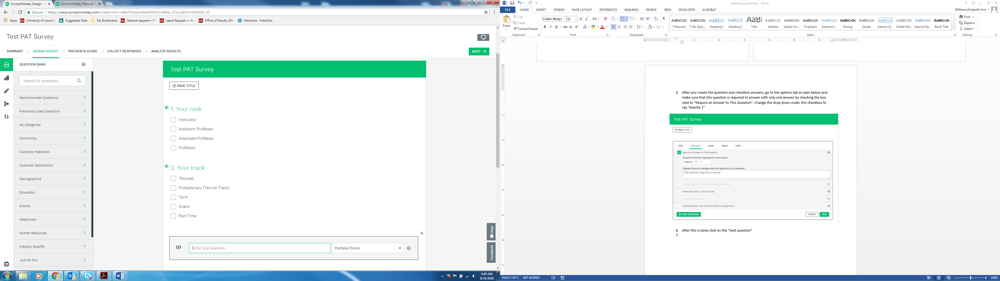 SurveyMonkey Design : T
SurveyMonkey Plans and
Beth
Secure
https://www.surveymonkey.com/create/?sm=dRjk97bhjwu8wI3hRfoOcdiWyl_2FzxLsiEKUYA2K8slE_3D
Apps
University of Louisvill
Suggested Sites
My Bookmarks
General request— Ph
Leave Request — Hu
Office of Faculty Affa
Welcome - Interfolio
Test PAT Survey
SUMMARY
DESIGN SURVEY
PREVIEW & SCORE
COLLECT RESPONSES
ANALYZE RESULTS
NEXT
QUESTION BANK
Search for questions
Recommended Questions
Previously Used Questions
All Categories
Community
Customer Feedback
Customer Satisfaction
Demographics
Education
Events
Healthcare
Human Resources
Industry Specific
Just for Fun
Test PAT Survey
PAGE TITLE
* 1. Your rank
Instructor
Assistant Professor
Associate Professor
Professor
* 2. Your track
Tenured
Probationary (Tenure Track)
Term
Gratis
Part-Time
Q3
Enter your question
Multiple Choice
Help!
Feedback!
9:49 AM
8/24/2018
balloting guidelines - Word
FILE
HOME
INSERT
DESIGN
PAGE LAYOUT
REFERENCES
MAILINGS
REVIEW
VIEW
DEVELOPER
ACROBAT
Williams,Elizabeth Ann
Paste
Cut
Copy
Format Painter
Clipboard
Calibri (Body)
11
Font
Paragraph
¶ Normal
¶ No Spac...
Heading 1
Heading 2
Title
Subtitle
Subtle Em...
Emphasis
Intense E...
Strong
Quote
Intense Q...
Subtle Ref...
Intense Re...
Book Title
Styles
Find
Replace
Select
Editing
5. After you create the question and checkbox answers, go to the options tab as seen below and
make sure that this question is required to answer with only one answer by checking the box
next to “Require an Answer to This Question”. Change the drop down under this checkbox to
say “exactly 1”
Test PAT Survey
PAGE TITLE
EDIT
OPTIONS
LOGIC
MOVE
COPY
Require an Answer to This Question
Number of choices respondents must answer:
exactly
1
Display this error message when this question is not answered.
This question requires an answer.
Change the Layout for How Choices are Displayed
Randomize, Sort, or Flip Choices
Adjust Question Layout
Enable Question Text A/B Test (Random Assignment)
NEXT QUESTION
CANCEL
SAVE
6. After this is done click on the “next question”
7.
PAGE 5 OF 5
607 WORDS
100%